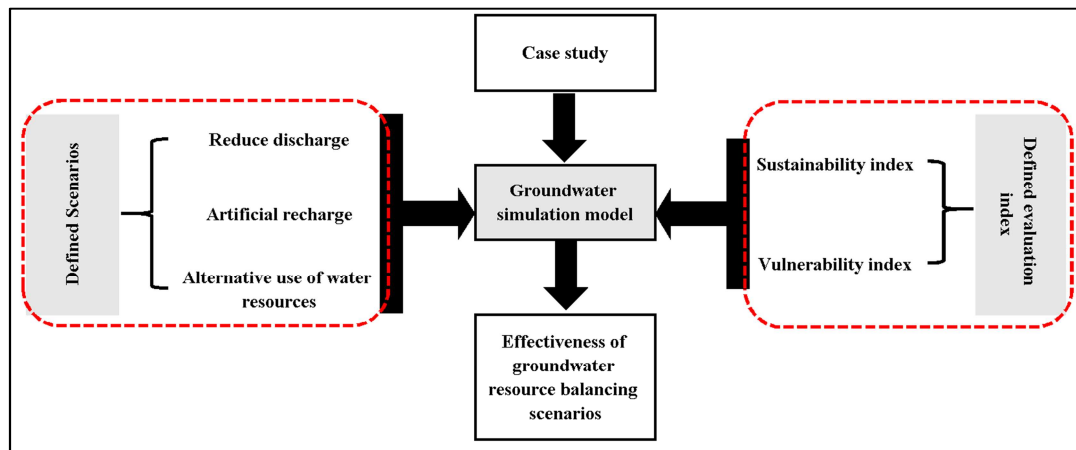 Case study
Defined Scenarios
Reduce discharge
Artificial recharge
Alternative use of water
resources
Groundwater
simulation model
Sustainability index
Vulnerability index
Defined evaluation
index
Effectiveness of
groundwater
resource balancing
scenarios